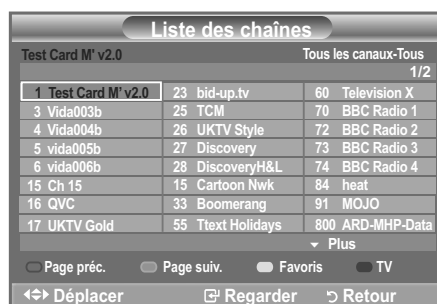 Liste des chaînes
Test Card M' v2.0 Tous les canaux-Tous
1/2
1 Test Card M' v2.0 23 bid-up.tv 60 Television X
3 Vida003b 25 TCM 70 BBC Radio 1
4 Vida004b 26 UKTV Style 72 BBC Radio 2
5 vida005b 27 Discovery 73 BBC Radio 3
6 vida006b 28 DiscoveryH&L 74 BBC Radio 4
15 Ch 15 15 Cartoon Nwk 84 heat
16 QVC 33 Boomerang 91 MOJO
17 UKTV Gold 55 Ttext Holidays 800 ARD-MHP-Data
Plus
Page préc. Page suiv. Favoris TV
Déplacer Regarder Retour